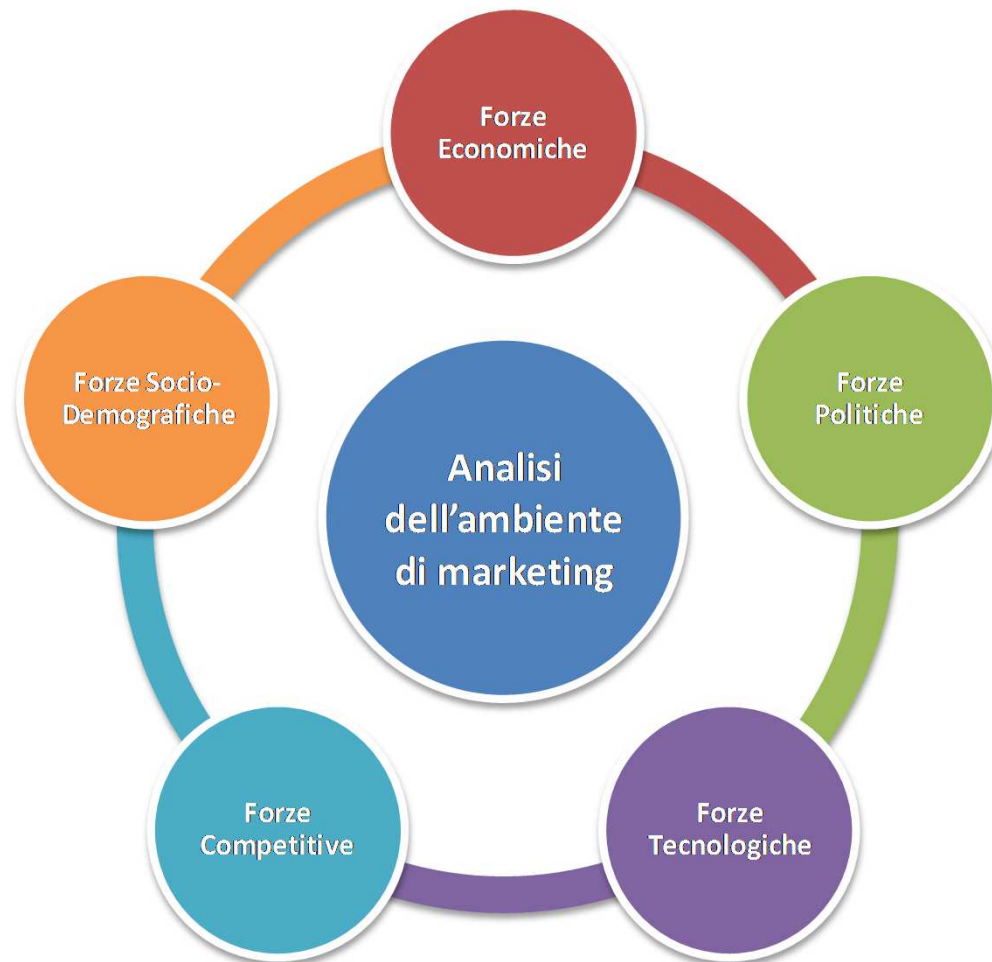 Forze
Economiche
Forze
Politiche
Forze
Tecnologiche
Forze
Competitive
Forze Socio-
Demografiche
Analisi
dell’ambiente
di marketing